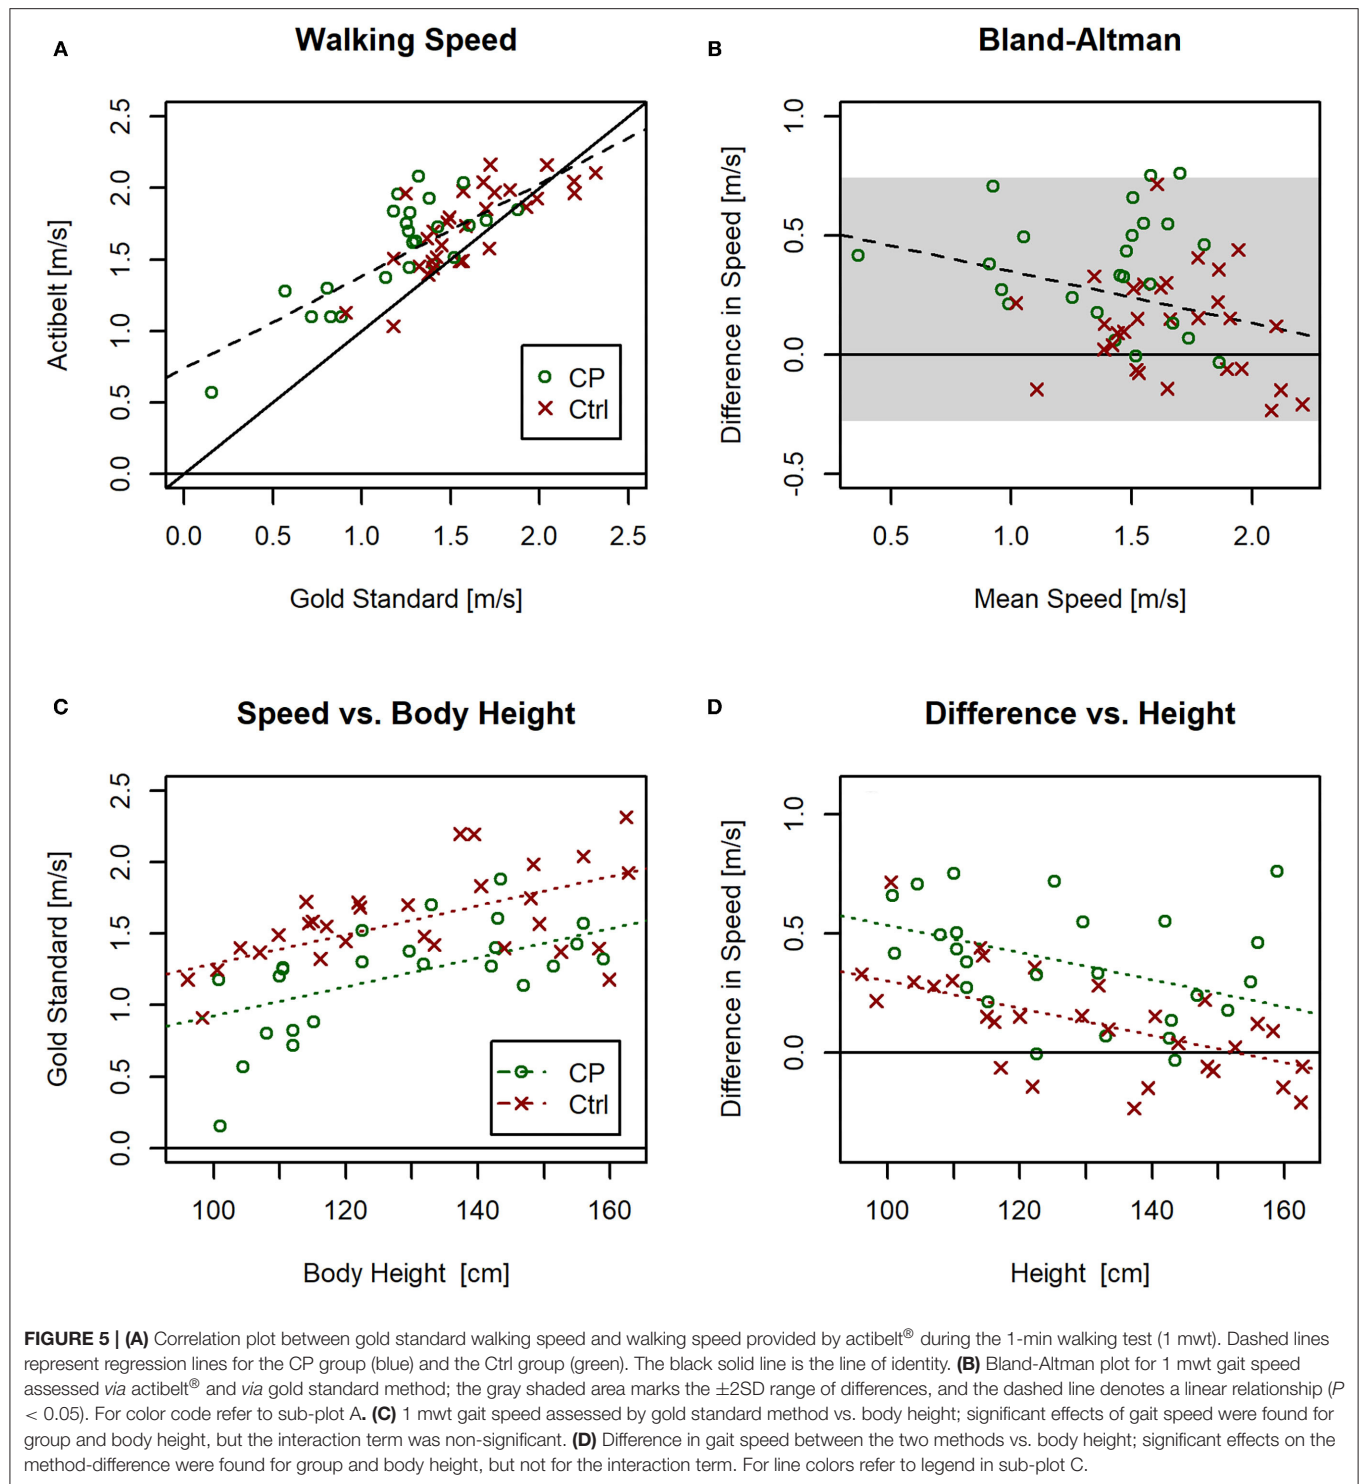 A
Walking Speed
Actibelt [m/s]
0.0 0.5 1.0 1.5 2.0 2.5
CP
Ctrl
0.0 0.5 1.0 1.5 2.0 2.5
Gold Standard [m/s]
B
Bland-Altman
Difference in Speed [m/s]
-0.5 0.0 0.5 1.0
0.5 1.0 1.5 2.0
Mean Speed [m/s]
C
Speed vs. Body Height
Gold Standard [m/s]
0.0 0.5 1.0 1.5 2.0 2.5
CP
Ctrl
100 120 140 160
Body Height [cm]
D
Difference vs. Height
Difference in Speed [m/s]
0.0 0.5 1.0
100 120 140 160
Height [cm]
FIGURE 5 | (A) Correlation plot between gold standard walking speed and walking speed provided by actibelt® during the 1-min walking test (1 mwt). Dashed lines
represent regression lines for the CP group (blue) and the Ctrl group (green). The black solid line is the line of identity. (B) Bland-Altman plot for 1 mwt gait speed
assessed via actibelt® and via gold standard method; the gray shaded area marks the ±2SD range of differences, and the dashed line denotes a linear relationship (P
< 0.05). For color code refer to sub-plot A. (C) 1 mwt gait speed assessed by gold standard method vs. body height; significant effects of gait speed were found for
group and body height, but the interaction term was non-significant. (D) Difference in gait speed between the two methods vs. body height; significant effects on the
method-difference were found for group and body height, but not for the interaction term. For line colors refer to legend in sub-plot C.